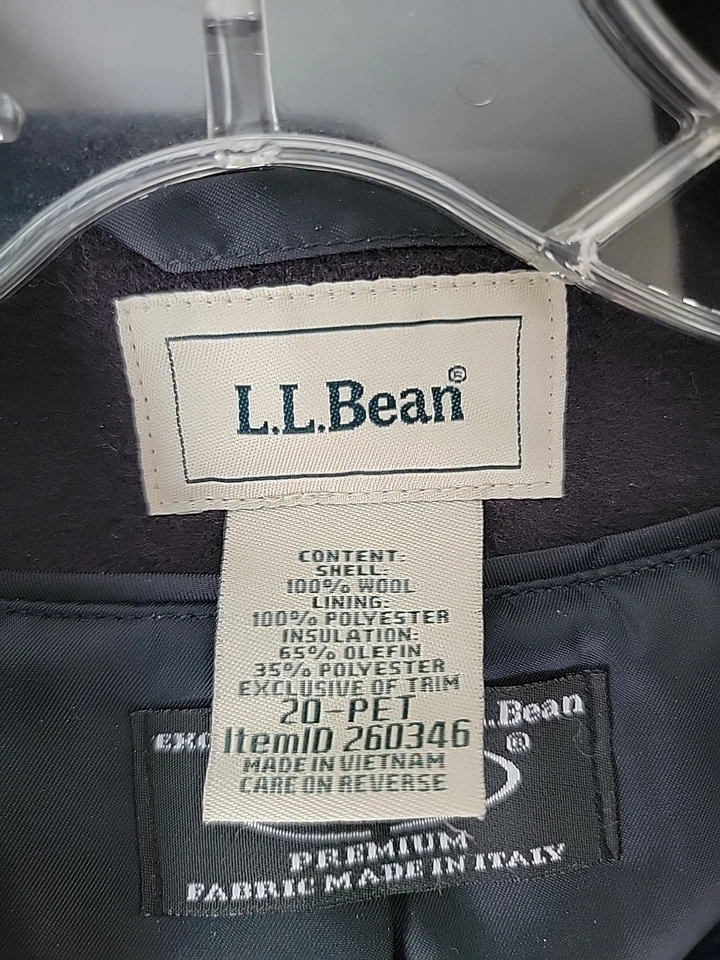 L.L.Bean®
CONTENT:
SHELL:
100% WOOL
LINING:
100% POLYESTER
INSULATION:
65% OLEFIN
35% POLYESTER
EXCLUSIVE OF TRIM
20-PET
ItemID 260346
MADE IN VIETNAM
CARE ON REVERSE
L.Bean
®
PREMIUM
FABRIC MADE IN ITALY